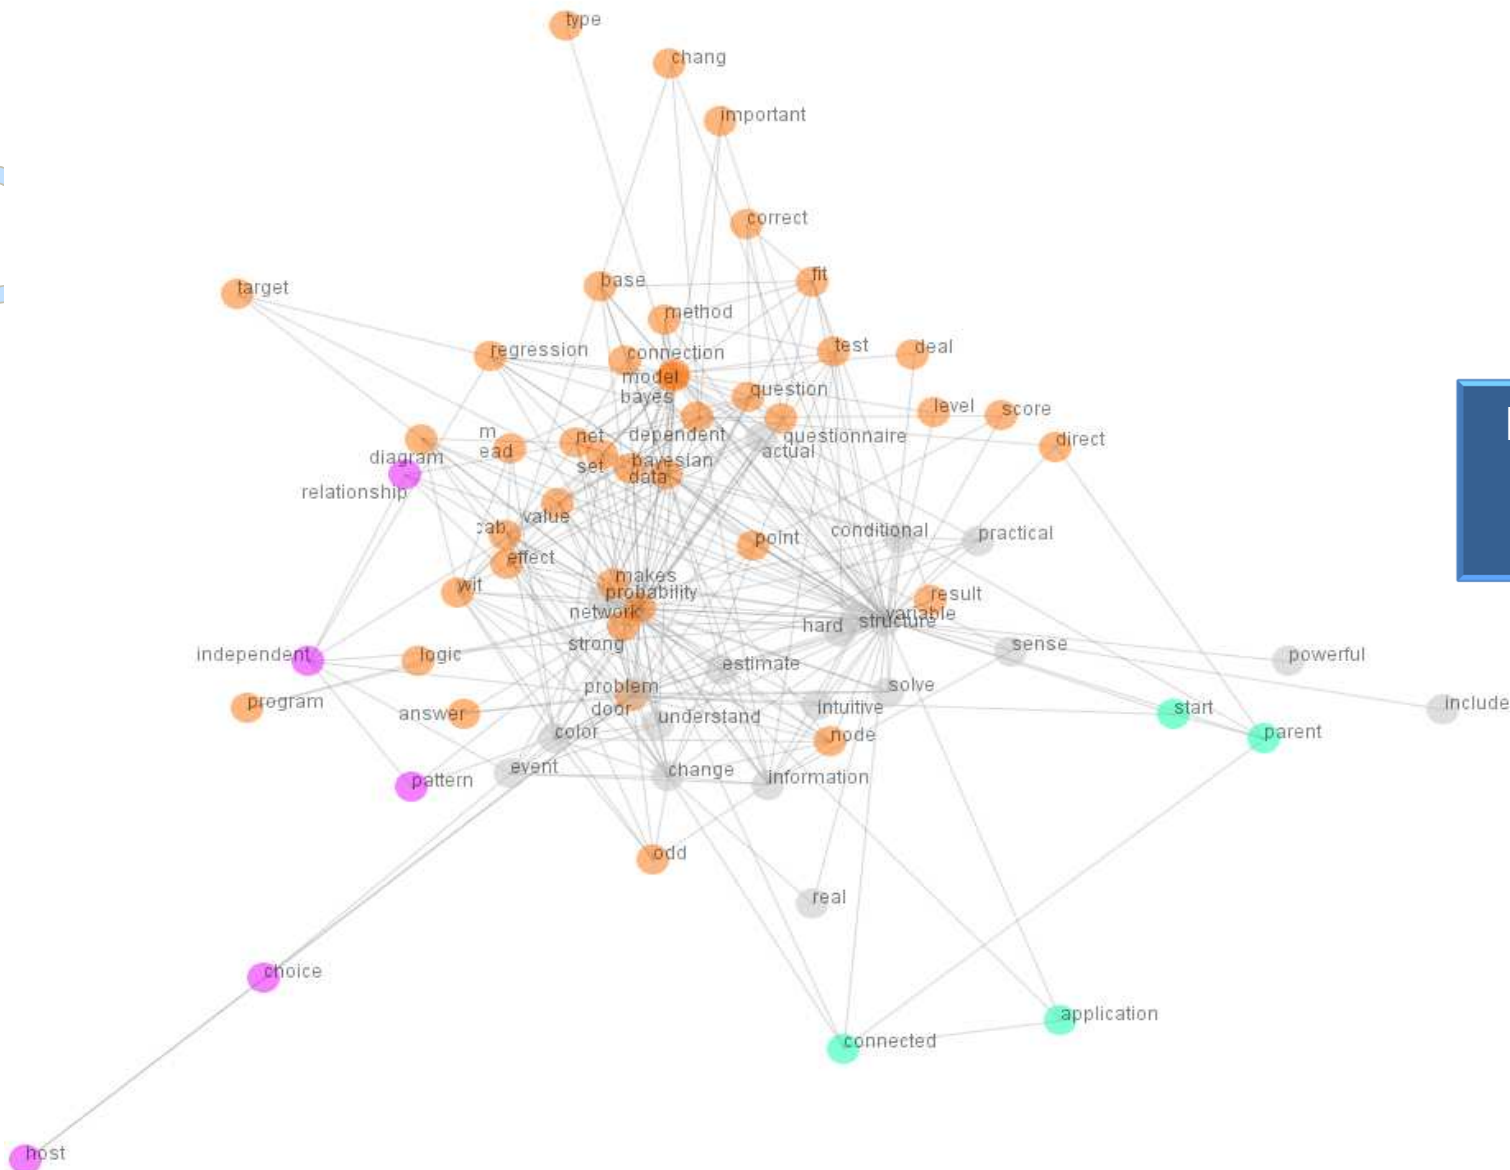 type
chang
important
correct
fit
base
target
method
test
deal
regression
connection
model
question
bayes
level
score
dependent
questionnaire
direct
m
ead
net
actual
diagram
set
bayesian
data
relationship
value
cab
conditional
practical
point
effect
makes
wit
probability
result
network
variable
structure
hard
strong
sense
independent
logic
estimate
powerful
problem
solve
program
door
intuitive
start
include
answer
understand
color
node
parent
event
change
information
pattern
odd
real
choice
application
connected
host